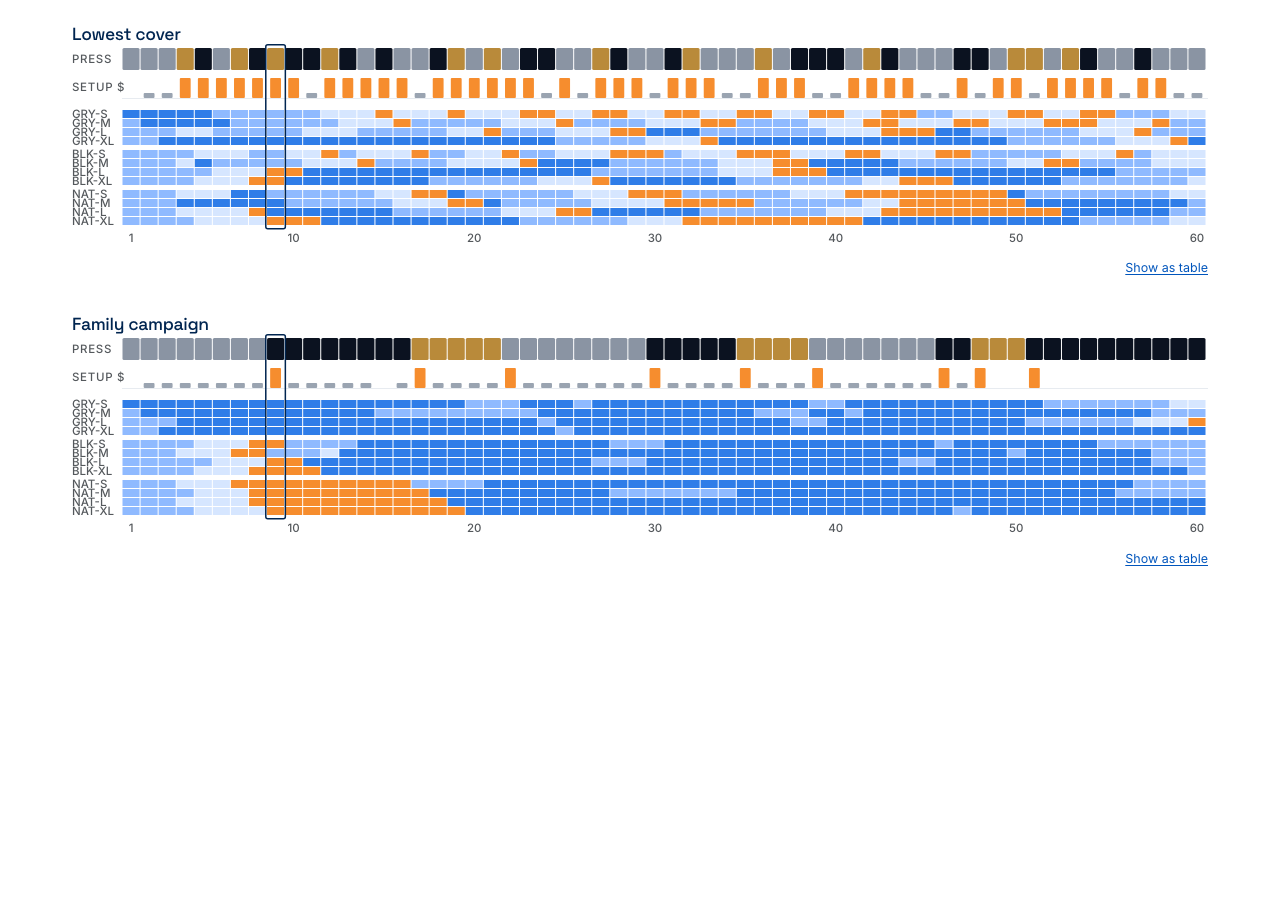 Lowest cover
PRESS
SETUP $
GRY-S
GRY-M
GRY-L
GRY-XL
BLK-S
BLK-M
BLK-L
BLK-XL
NAT-S
NAT-M
NAT-L
NAT-XL
1 10 20 30 40 50 60
Show as table
Family campaign
PRESS
SETUP $
GRY-S
GRY-M
GRY-L
GRY-XL
BLK-S
BLK-M
BLK-L
BLK-XL
NAT-S
NAT-M
NAT-L
NAT-XL
1 10 20 30 40 50 60
Show as table